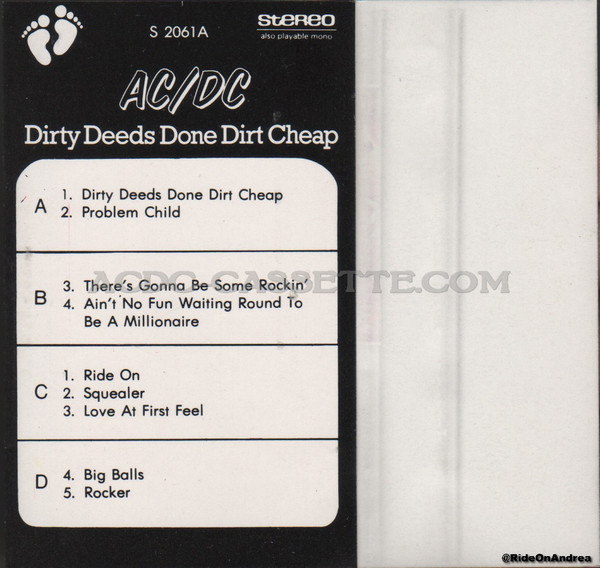 S 2061A
STEREO
also playable mono
AC/DC
Dirty Deeds Done Dirt Cheap
A
1. Dirty Deeds Done Dirt Cheap
2. Problem Child
B
3. There's Gonna Be Some Rockin'
4. Ain't No Fun Waiting Round To
Be A Millionaire
ACDC-CASSETTE.COM
C
1. Ride On
2. Squealer
3. Love At First Feel
D
4. Big Balls
5. Rocker
@RideOnAndrea